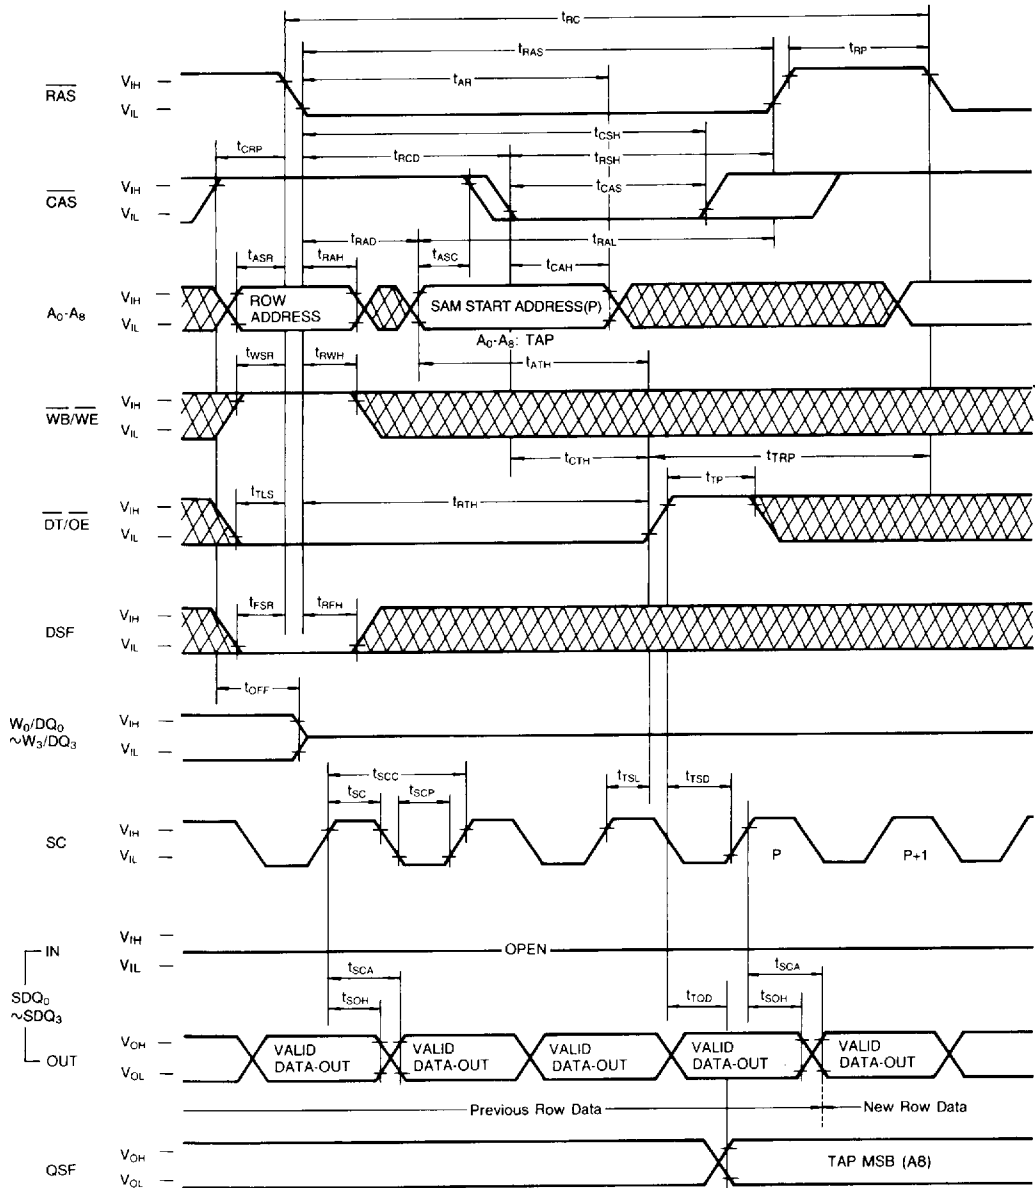 tRC
tRAS
tRP
tAR
RAS
VIH
VIL
tCSH
tCRP
tRCD
tRSH
CAS
VIH
VIL
tCAS
tRAD
tRAL
tASR
tRAH
tASC
tCAH
A0-A8
VIH
VIL
ROW
ADDRESS
SAM START ADDRESS(P)
A0-A8: TAP
tWSR
tRWH
tATH
WB/WE
VIH
VIL
tCTH
tTRP
tTP
tTLS
tRTH
DT/OE
VIH
VIL
tFSR
tRFH
DSF
VIH
VIL
tOFF
W0/DQ0
~W3/DQ3
VIH
VIL
tSCC
tSC
tSCP
tTSL
tTSD
SC
VIH
VIL
P
P+1
IN
VIH
VIL
OPEN
SDQ0
~SDQ3
tSCA
tSOH
tTQD
tSCA
tSOH
OUT
VOH
VOL
VALID
DATA-OUT
VALID
DATA-OUT
VALID
DATA-OUT
VALID
DATA-OUT
VALID
DATA-OUT
Previous Row Data
New Row Data
QSF
VOH
VOL
TAP MSB (A8)